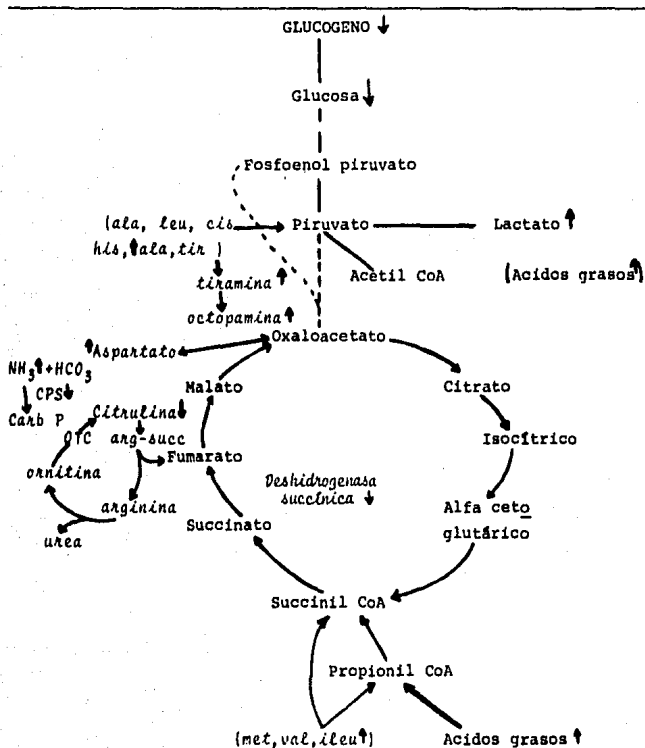 GLUCOGENO ↓
Glucosa ↓
Fosfoenol piruvato
(ala, leu, cis
his, ↑ala, tir )
Piruvato
Lactato ↑
Acetil CoA
(Acidos grasos↑)
tiramina ↑
octopamina ↑
Oxaloacetato
↑Aspartato
NH3↑+HCO3
CPS↓
Carb P
OTC
Citrulina↓
arg-succ
ornitina
arginina
urea
Malato
Fumarato
Succinato
Deshidrogenasa
succínica ↓
Citrato
Isocítrico
Alfa ceto
glutárico
Succinil CoA
Propionil CoA
(met, val, ileu↑)
Acidos grasos ↑